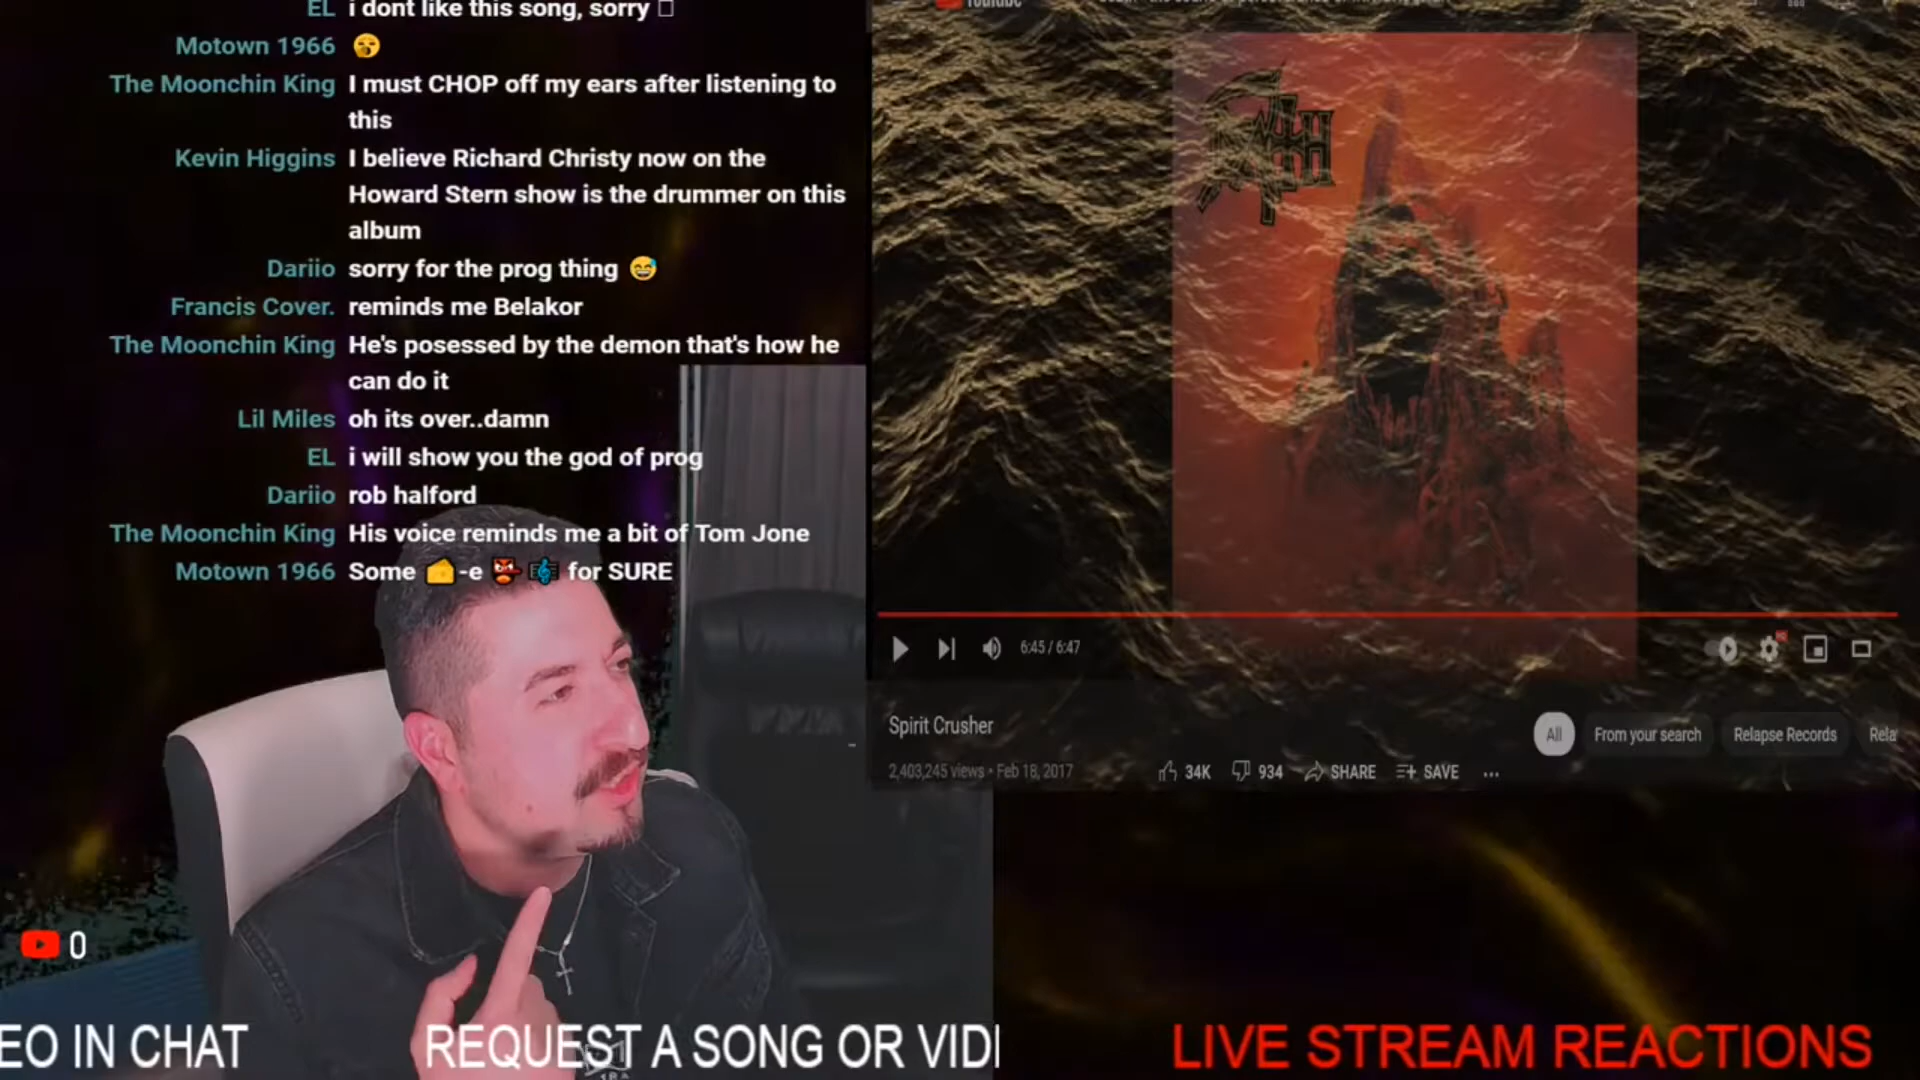 EL i dont like this song, sorry
Motown 1966
The Moonchin King I must CHOP off my ears after listening to
this
Kevin Higgins I believe Richard Christy now on the
Howard Stern show is the drummer on this
album
Dariio sorry for the prog thing
Francis Cover. reminds me Belakor
The Moonchin King He's posessed by the demon that's how he
can do it
Lil Miles oh its over..damn
EL i will show you the god of prog
Dariio rob halford
The Moonchin King His voice reminds me a bit of Tom Jone
Motown 1966 Some -e for SURE
YouTube
DEATH
6:45 / 6:47
Spirit Crusher
All From your search Relapse Records Rela
2,403,245 views • Feb 18, 2017 34K 934 SHARE SAVE ...
0
EO IN CHAT REQUEST A SONG OR VIDI
LIVE STREAM REACTIONS